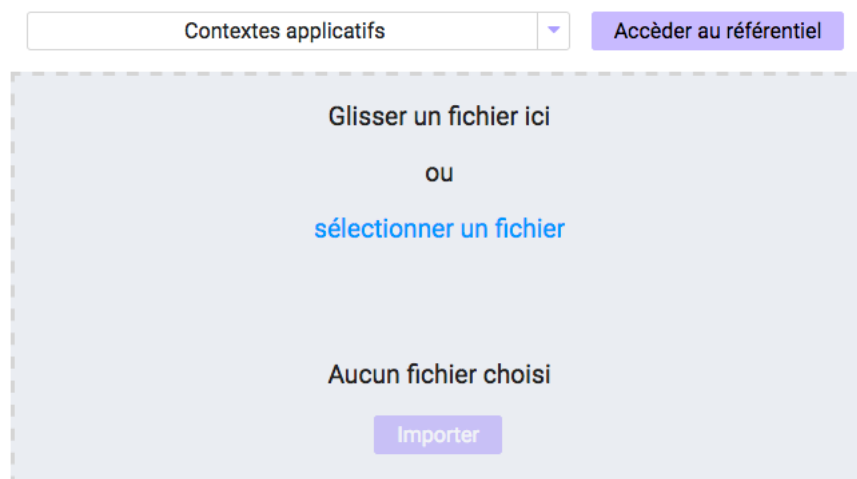 Contextes applicatifs
Accèder au référentiel
Glisser un fichier ici
ou
sélectionner un fichier
Aucun fichier choisi
Importer